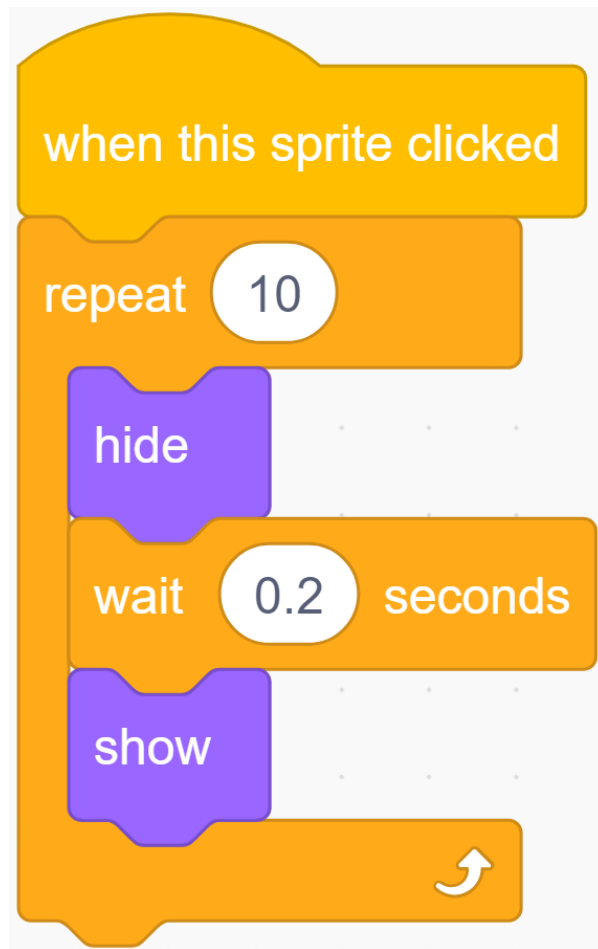 when this sprite clicked
repeat 10
hide
wait 0.2 seconds
show